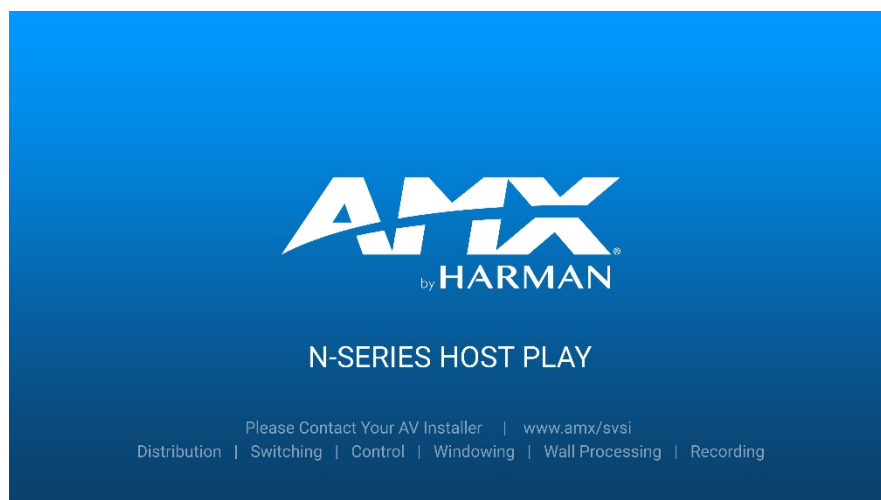 AMX®
by HARMAN
N-SERIES HOST PLAY
Please Contact Your AV Installer | www.amx/svsi
Distribution | Switching | Control | Windowing | Wall Processing | Recording